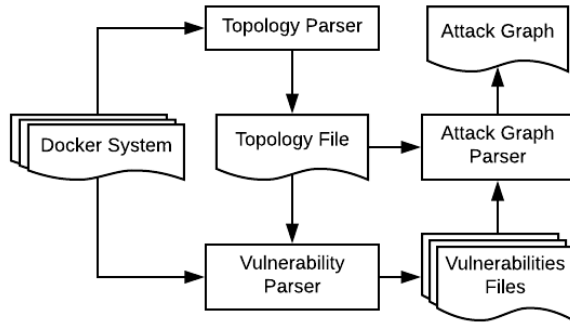 Topology Parser
Attack Graph
Docker System
Topology File
Attack Graph
Parser
Vulnerability
Parser
Vulnerabilities
Files